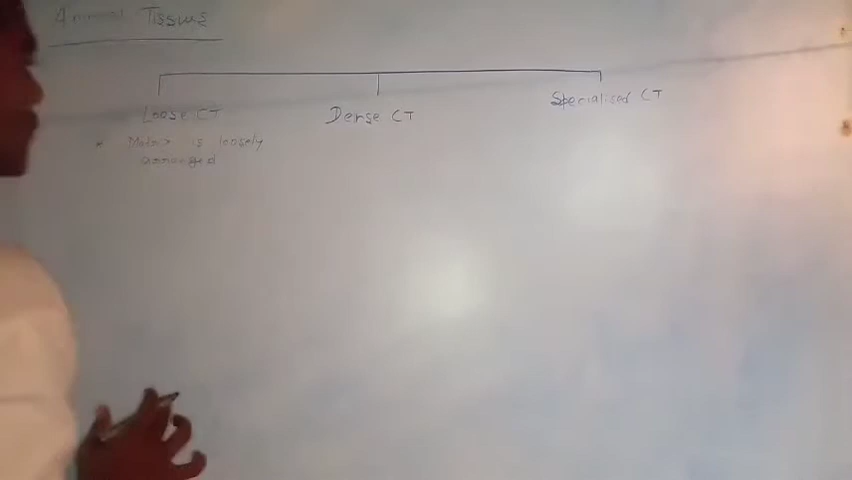 Animal Tissues
Loose CT
Dense CT
Specialised CT
* Matrix is loosely
arranged